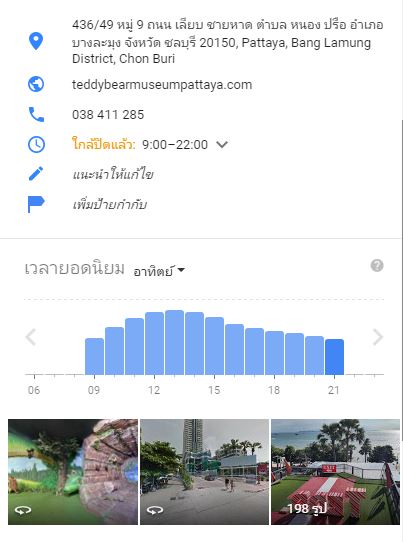 436/49 หมู่ 9 ถนน เลียบ ชายหาด ตำบล หนอง ปรือ อำเภอ
บางละมุง จังหวัด ชลบุรี 20150, Pattaya, Bang Lamung
District, Chon Buri
teddybearmuseumpattaya.com
038 411 285
ใกล้ปิดแล้ว: 9:00–22:00
แนะนำให้แก้ไข
เพิ่มป้ายกำกับ
เวลายอดนิยม อาทิตย์
06 09 12 15 18 21
198 รูป